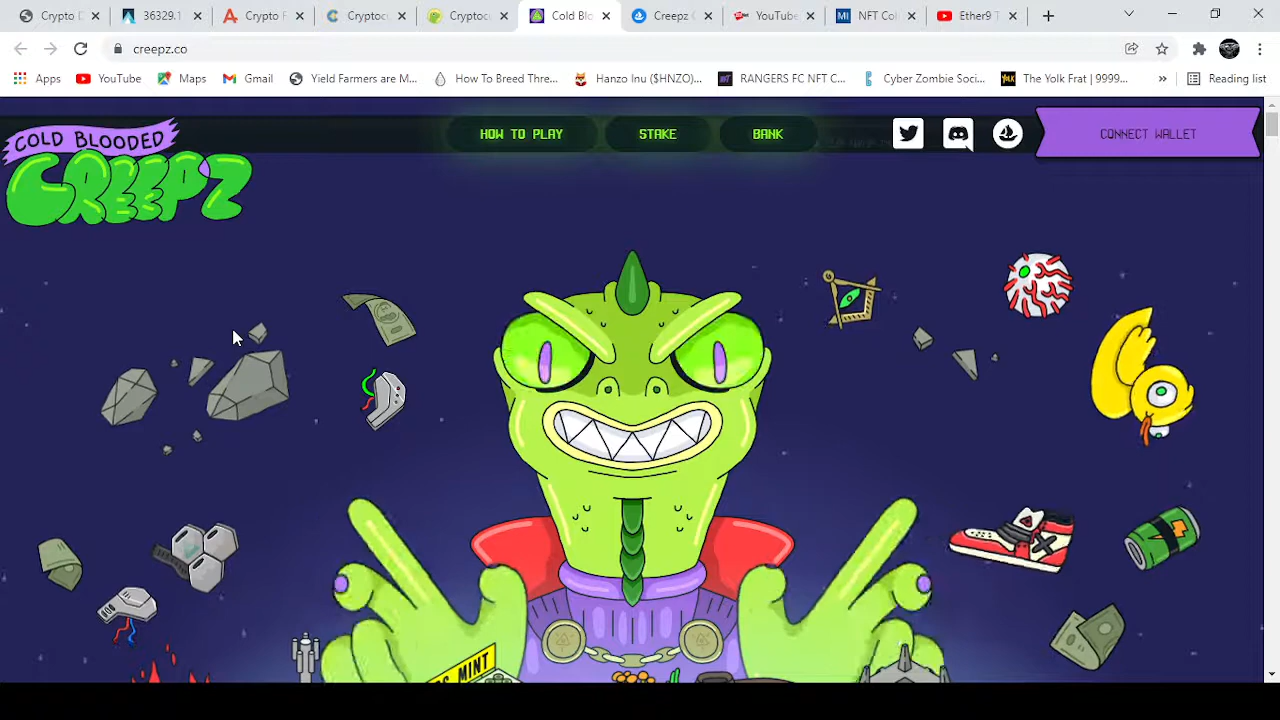 Crypto D
36329.1
Crypto F
Cryptoc
Cryptoc
Cold Blo
Creepz C
YouTube
NFT Col
Ether9 T
creepz.co
Apps
YouTube
Maps
Gmail
Yield Farmers are M...
How To Breed Thre...
Hanzo Inu ($HNZO)...
RANGERS FC NFT C...
Cyber Zombie Soci...
YOLK
The Yolk Frat | 9999...
Reading list
COLD BLOODED
CREEPZ
HOW TO PLAY
STAKE
BANK
CONNECT WALLET
MINT